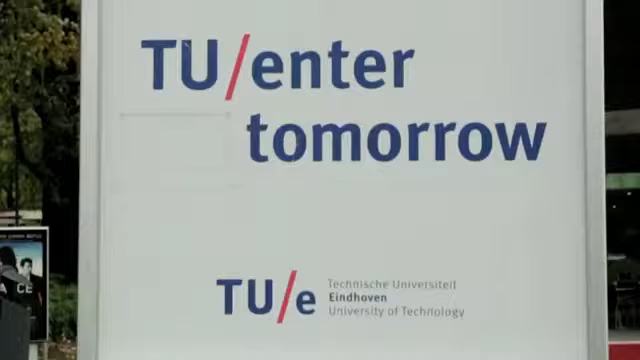 TU/enter
tomorrow
TU/e
Technische Universiteit
Eindhoven
University of Technology